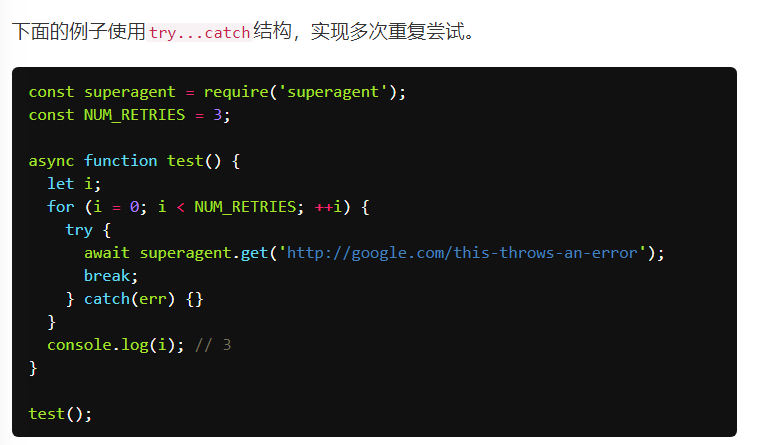 下面的例子使用try...catch结构，实现多次重复尝试。
const superagent = require('superagent');
const NUM_RETRIES = 3;
async function test() {
let i;
for (i = 0; i < NUM_RETRIES; ++i) {
try {
await superagent.get('http://google.com/this-throws-an-error');
break;
} catch(err) {}
}
console.log(i); // 3
}
test();